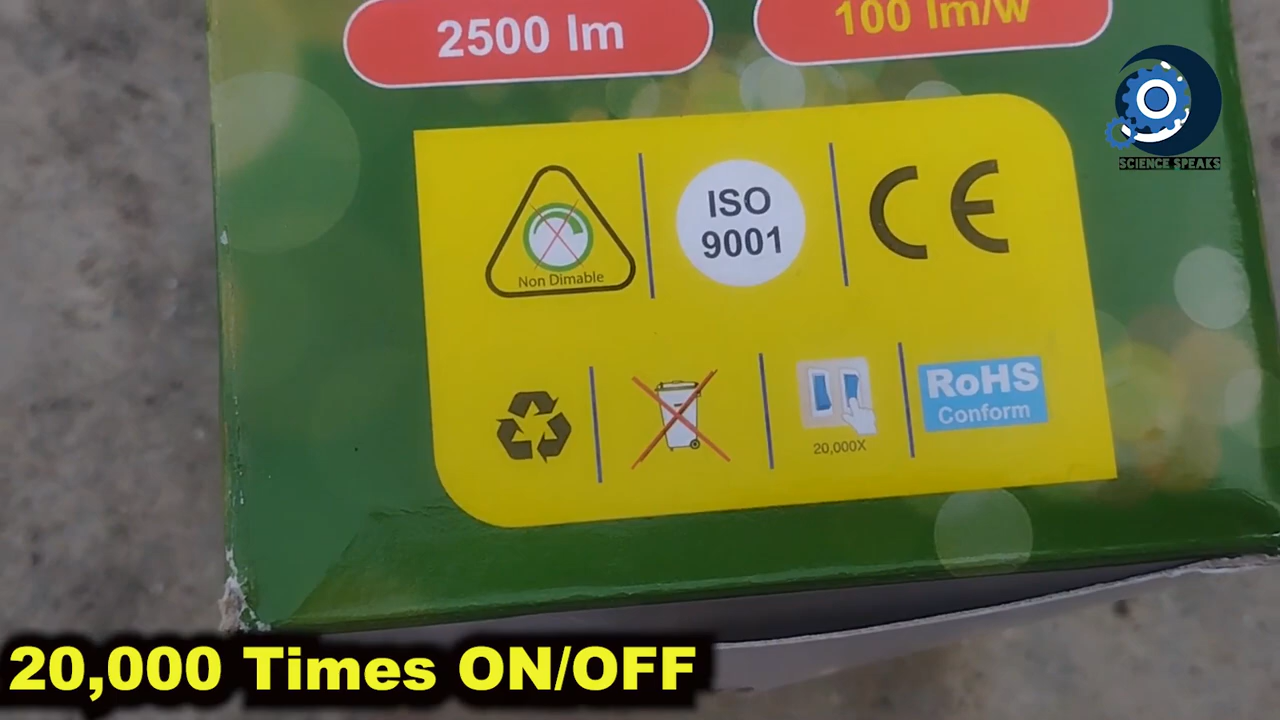 2500 lm
100 lm/w
SCIENCE SPEAKS
Non Dimable
ISO
9001
CE
20,000X
RoHS
Conform
20,000 Times ON/OFF